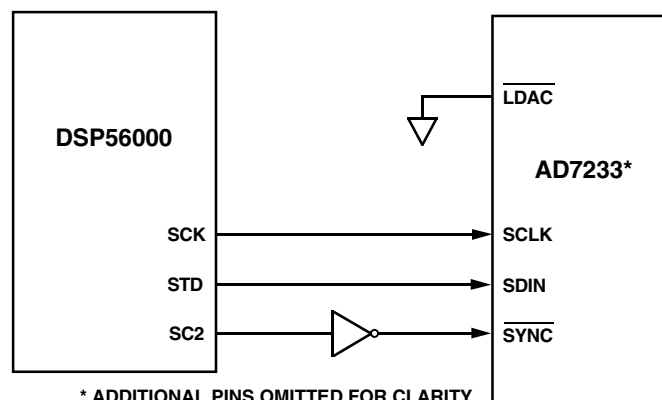 LDAC
DSP56000
AD7233*
SCK
SCLK
STD
SDIN
SC2
SYNC
* ADDITIONAL PINS OMITTED FOR CLARITY